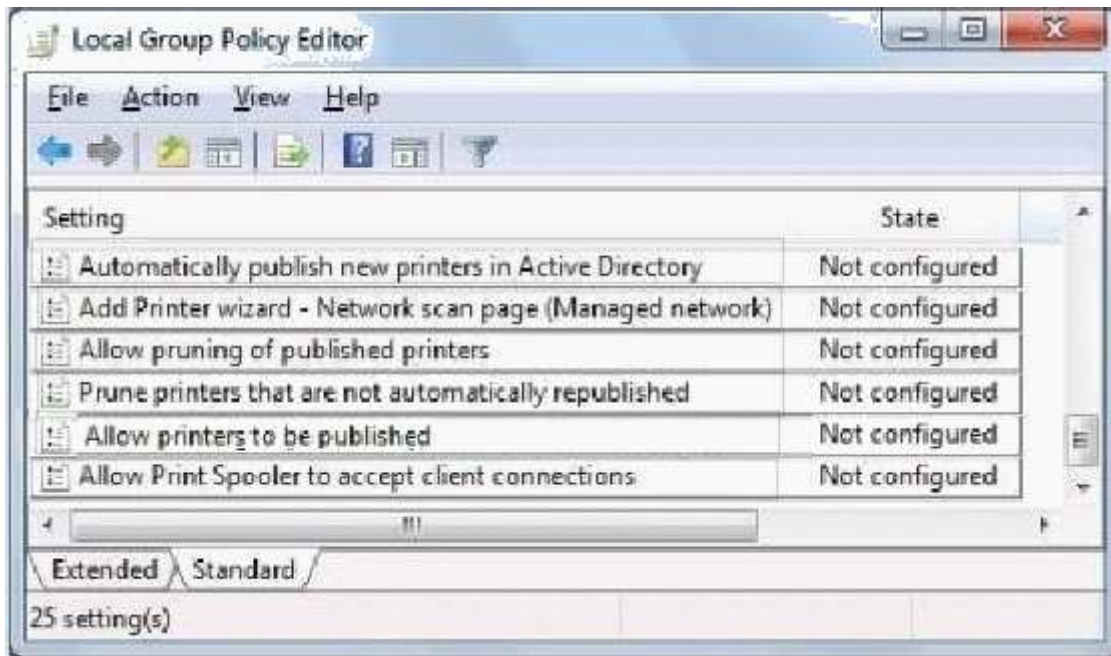 Local Group Policy Editor
File Action View Help
Setting State
Automatically publish new printers in Active Directory Not configured
Add Printer wizard - Network scan page (Managed network) Not configured
Allow pruning of published printers Not configured
Prune printers that are not automatically republished Not configured
Allow printers to be published Not configured
Allow Print Spooler to accept client connections Not configured
Extended Standard
25 setting(s)